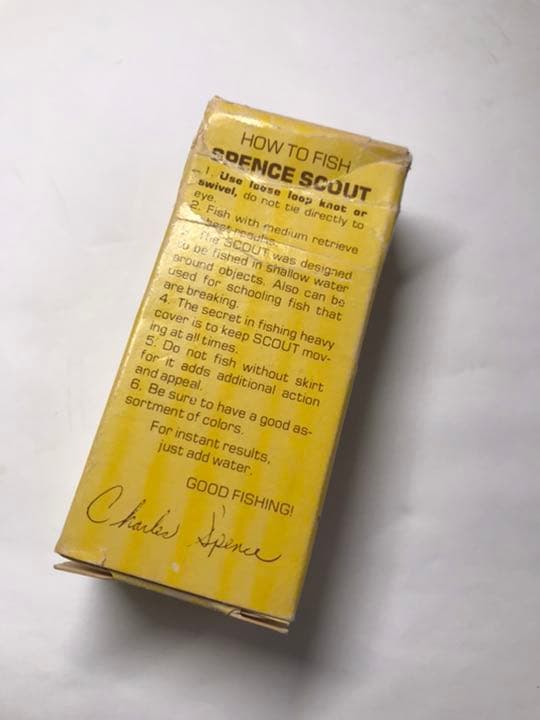 HOW TO FISH
SPENCE SCOUT
1. Use loose loop knot or
swivel, do not tie directly to
eye.
2. Fish with medium retrieve
best results.
3. The SCOUT was designed
to be fished in shallow water
around objects. Also can be
used for schooling fish that
are breaking.
4. The secret in fishing heavy
cover is to keep SCOUT mov-
ing at all times.
5. Do not fish without skirt
for it adds additional action
and appeal.
6. Be sure to have a good as-
sortment of colors.
For instant results,
just add water.
GOOD FISHING!
Charles Spence